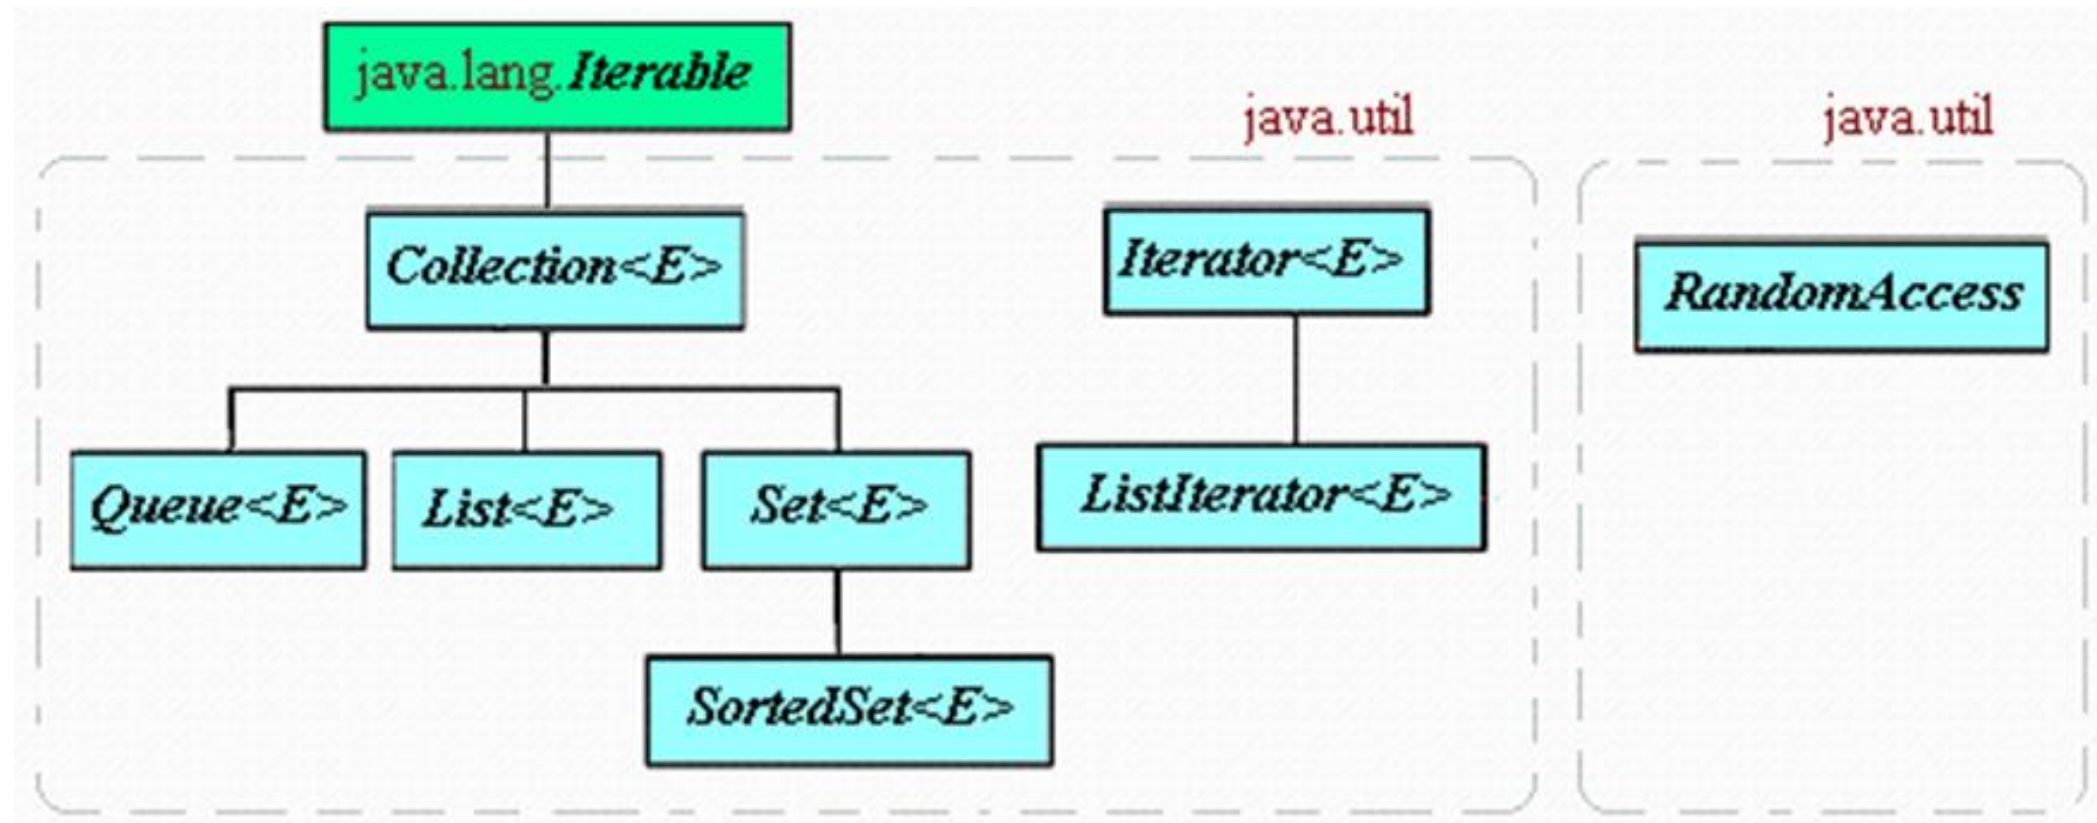 java.lang.Iterable
java.util
java.util
Collection<E>
Iterator<E>
RandomAccess
Queue<E>
List<E>
Set<E>
ListIterator<E>
SortedSet<E>